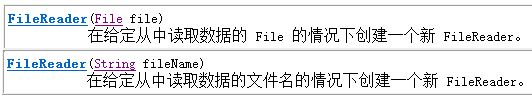 FileReader(File file)
在给定从中读取数据的 File 的情况下创建一个新 FileReader。
FileReader(String fileName)
在给定从中读取数据的文件名的情况下创建一个新 FileReader。